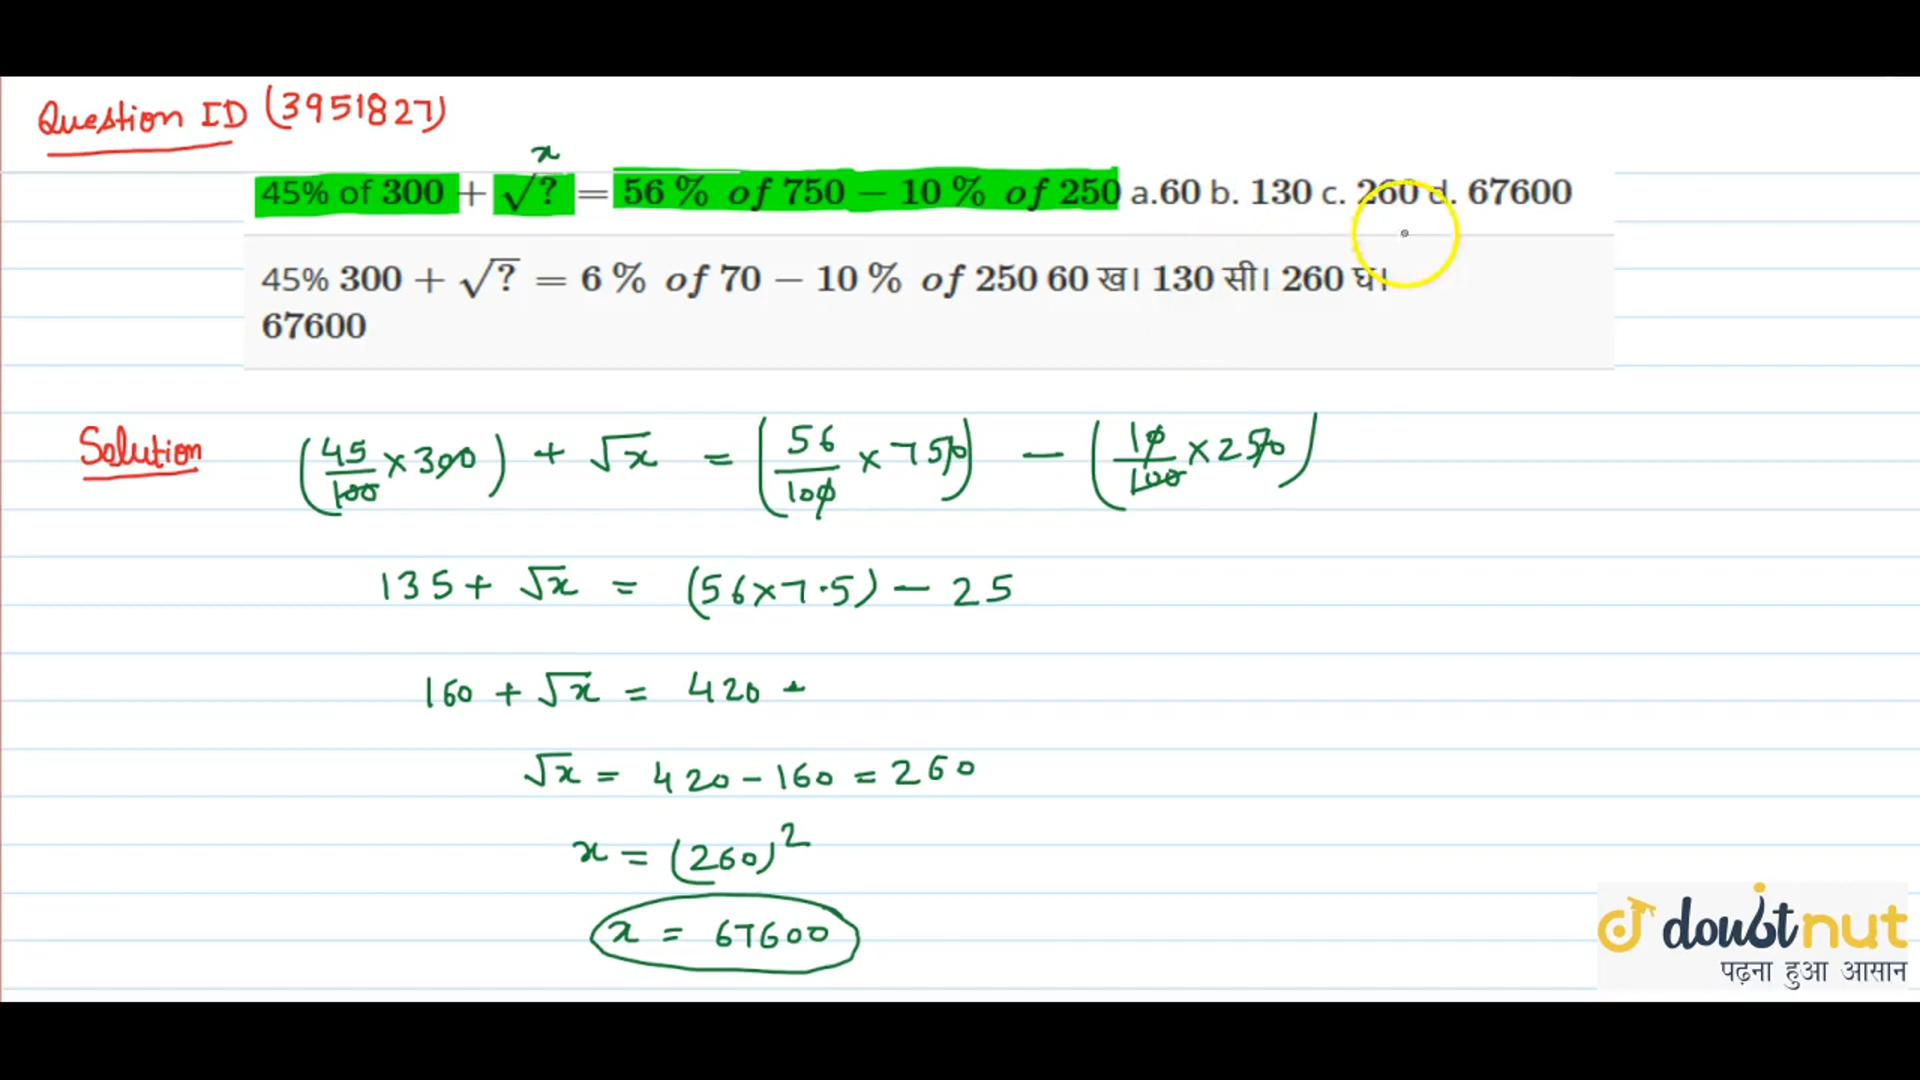 Question ID (3951827)
x
45% of 300 + √? = 56 % of 750 − 10 % of 250 a.60 b. 130 c. 260 d. 67600
45% 300 + √? = 6 % of 70 − 10 % of 250 60 ख। 130 सी। 260 घ।
67600
Solution (45/100 × 300) + √x = (56/100 × 750) − (10/100 × 250)
135 + √x = (56×7.5) − 25
160 + √x = 420
√x = 420 − 160 = 260
x = (260)²
x = 67600
doubtnut
पढ़ना हुआ आसान